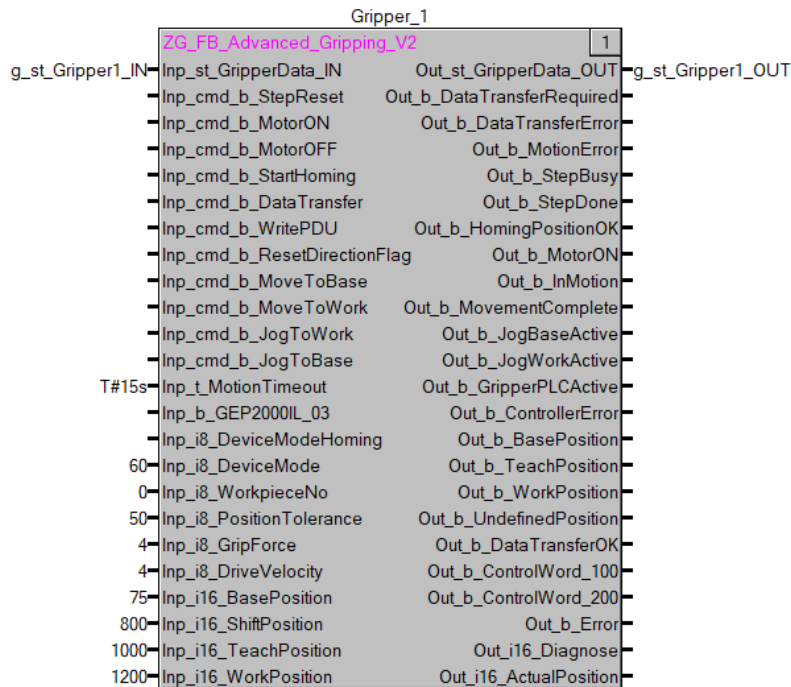 Gripper_1
ZG_FB_Advanced_Gripping_V2 1
g_st_Gripper1_IN Inp_st_GripperData_IN Out_st_GripperData_OUT g_st_Gripper1_OUT
Inp_cmd_b_StepReset Out_b_DataTransferRequired
Inp_cmd_b_MotorON Out_b_DataTransferError
Inp_cmd_b_MotorOFF Out_b_MotionError
Inp_cmd_b_StartHoming Out_b_StepBusy
Inp_cmd_b_DataTransfer Out_b_StepDone
Inp_cmd_b_WritePDU Out_b_HomingPositionOK
Inp_cmd_b_ResetDirectionFlag Out_b_MotorON
Inp_cmd_b_MoveToBase Out_b_InMotion
Inp_cmd_b_MoveToWork Out_b_MovementComplete
Inp_cmd_b_JogToWork Out_b_JogBaseActive
Inp_cmd_b_JogToBase Out_b_JogWorkActive
T#15s Inp_t_MotionTimeout Out_b_GripperPLCActive
Inp_b_GEP2000IL_03 Out_b_ControllerError
Inp_i8_DeviceModeHoming Out_b_BasePosition
60 Inp_i8_DeviceMode Out_b_TeachPosition
0 Inp_i8_WorkpieceNo Out_b_WorkPosition
50 Inp_i8_PositionTolerance Out_b_UndefinedPosition
4 Inp_i8_GripForce Out_b_DataTransferOK
4 Inp_i8_DriveVelocity Out_b_ControlWord_100
75 Inp_i16_BasePosition Out_b_ControlWord_200
800 Inp_i16_ShiftPosition Out_b_Error
1000 Inp_i16_TeachPosition Out_i16_Diagnose
1200 Inp_i16_WorkPosition Out_i16_ActualPosition